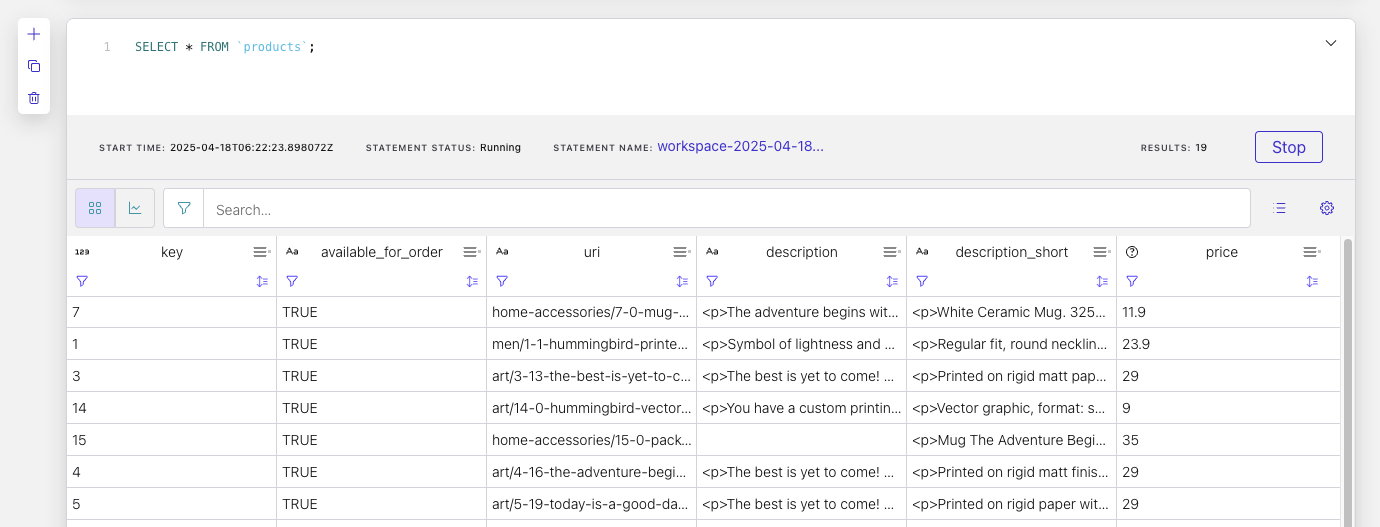 1 SELECT * FROM `products`;
START TIME: 2025-04-18T06:22:23.898072Z STATEMENT STATUS: Running STATEMENT NAME: workspace-2025-04-18... RESULTS: 19 Stop
Search...
123 key Aa available_for_order Aa uri Aa description Aa description_short price
7 TRUE home-accessories/7-0-mug-... <p>The adventure begins wit... <p>White Ceramic Mug. 325... 11.9
1 TRUE men/1-1-hummingbird-printe... <p>Symbol of lightness and ... <p>Regular fit, round necklin... 23.9
3 TRUE art/3-13-the-best-is-yet-to-c... <p>The best is yet to come! ... <p>Printed on rigid matt pap... 29
14 TRUE art/14-0-hummingbird-vector... <p>You have a custom printin... <p>Vector graphic, format: s... 9
15 TRUE home-accessories/15-0-pack... <p>Mug The Adventure Begi... 35
4 TRUE art/4-16-the-adventure-begi... <p>The best is yet to come! ... <p>Printed on rigid matt finis... 29
5 TRUE art/5-19-today-is-a-good-da... <p>The best is yet to come! ... <p>Printed on rigid paper wit... 29